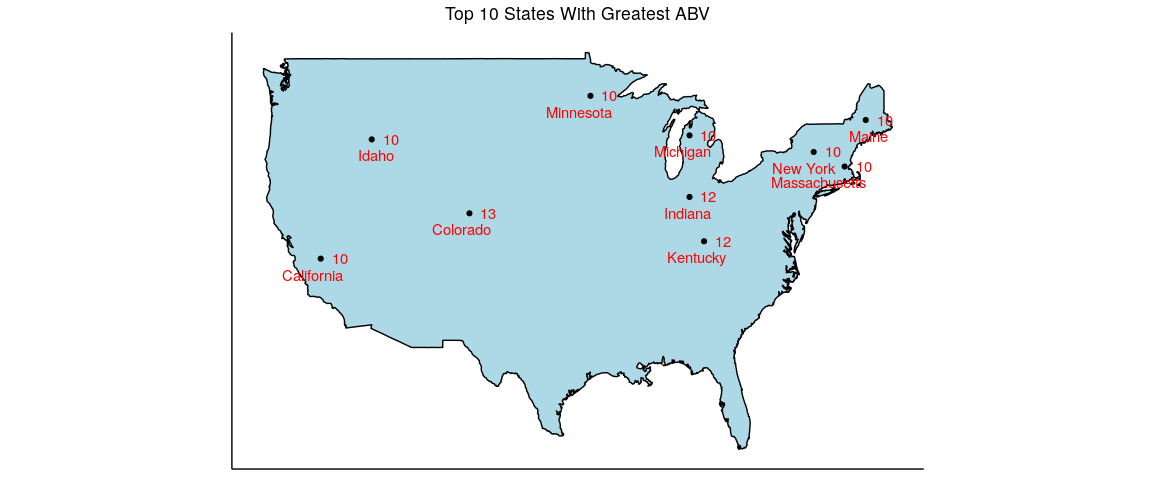 Top 10 States With Greatest ABV
10
Minnesota
10
Maine
10
Michigan
10
Idaho
10
New York
10
Massachusetts
12
Indiana
13
Colorado
12
Kentucky
10
California